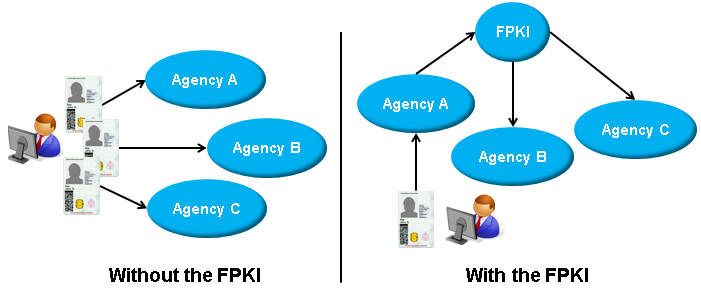 Agency A
Agency B
Agency C
Without the FPKI
FPKI
Agency A
Agency B
Agency C
With the FPKI